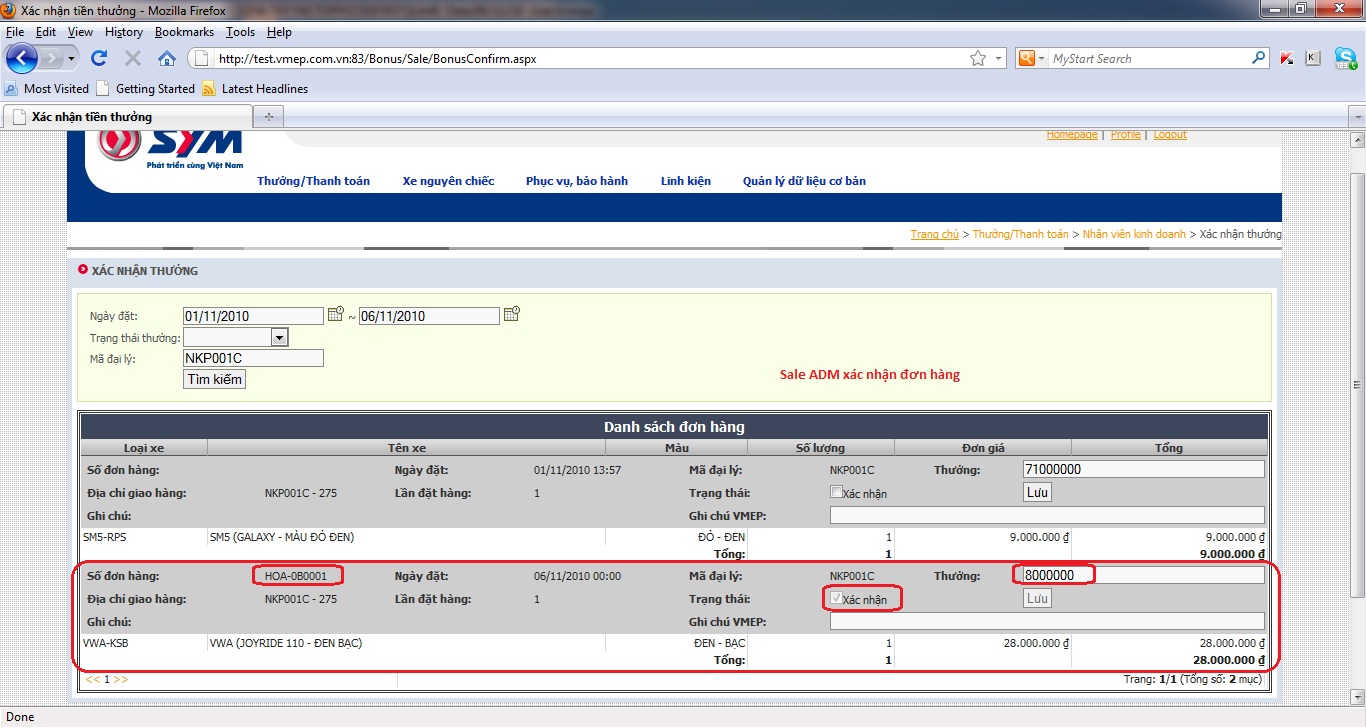 Xác nhận tiền thưởng - Mozilla Firefox
File Edit View History Bookmarks Tools Help
http://test.vmep.com.vn:83/Bonus/Sale/BonusConfirm.aspx MyStart Search
Most Visited Getting Started Latest Headlines
Xác nhận tiền thưởng
SYM
Phát triển cùng Việt Nam
Homepage | Profile | Logout
Thưởng/Thanh toán Xe nguyên chiếc Phục vụ, bảo hành Linh kiện Quản lý dữ liệu cơ bản
Trang chủ > Thưởng/Thanh toán > Nhân viên kinh doanh > Xác nhận thưởng
XÁC NHẬN THƯỞNG
Ngày đặt: 01/11/2010 ~ 06/11/2010
Trạng thái thưởng:
Mã đại lý: NKP001C
Tìm kiếm
Sale ADM xác nhận đơn hàng
Danh sách đơn hàng
Loại xe Tên xe Màu Số lượng Đơn giá Tổng
Số đơn hàng: Ngày đặt: 01/11/2010 13:57 Mã đại lý: NKP001C Thưởng: 71000000
Địa chỉ giao hàng: NKP001C - 275 Lần đặt hàng: 1 Trạng thái: Xác nhận Lưu
Ghi chú: Ghi chú VMEP:
SM5-RPS SM5 (GALAXY - MÀU ĐỎ ĐEN) ĐỎ - ĐEN 1 9.000.000 ₫ 9.000.000 ₫
Tổng: 1 9.000.000 ₫
Số đơn hàng: HOA-0B0001 Ngày đặt: 06/11/2010 00:00 Mã đại lý: NKP001C Thưởng: 8000000
Địa chỉ giao hàng: NKP001C - 275 Lần đặt hàng: 1 Trạng thái: Xác nhận Lưu
Ghi chú: Ghi chú VMEP:
VWA-KSB VWA (JOYRIDE 110 - ĐEN BẠC) ĐEN - BẠC 1 28.000.000 ₫ 28.000.000 ₫
Tổng: 1 28.000.000 ₫
<< 1 >> Trang: 1/1 (Tổng số: 2 mục)
Done